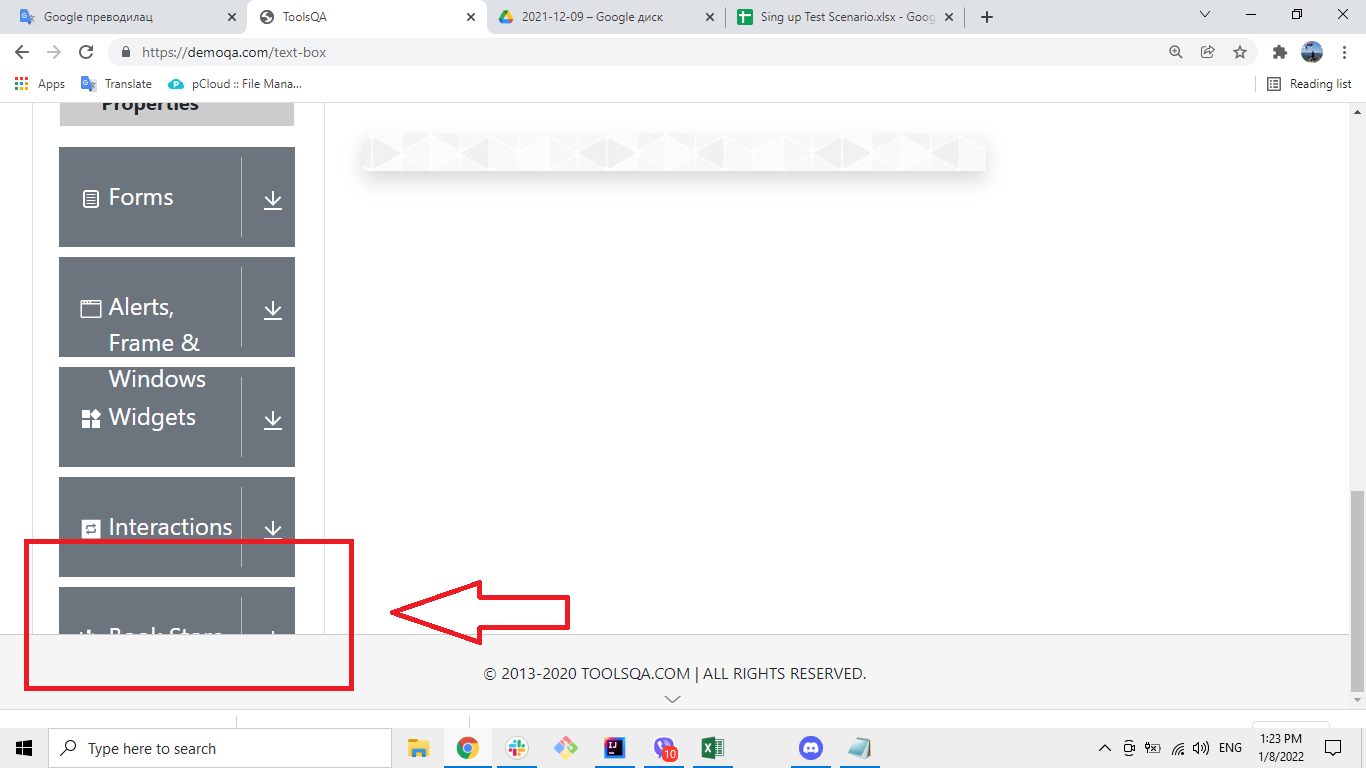 Google преводилац
ToolsQA
2021-12-09 – Google диск
Sing up Test Scenario.xlsx - Goog
https://demoqa.com/text-box
Apps
Translate
pCloud :: File Mana...
Reading list
Properties
Forms
Alerts,
Frame &
Windows
Widgets
Interactions
Book Store
© 2013-2020 TOOLSQA.COM | ALL RIGHTS RESERVED.
Type here to search
10
ENG
1:23 PM
1/8/2022